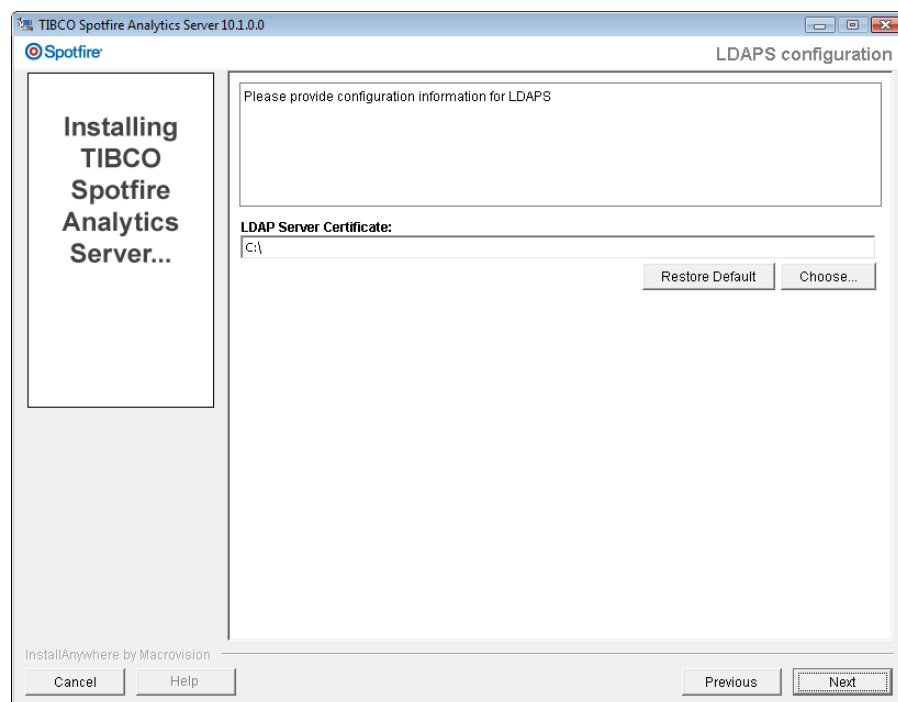 TIBCO Spotfire Analytics Server 10.1.0.0
Spotfire
LDAPS configuration
Installing
TIBCO
Spotfire
Analytics
Server...
Please provide configuration information for LDAPS
LDAP Server Certificate:
C:\
Restore Default
Choose...
InstallAnywhere by Macrovision
Cancel
Help
Previous
Next